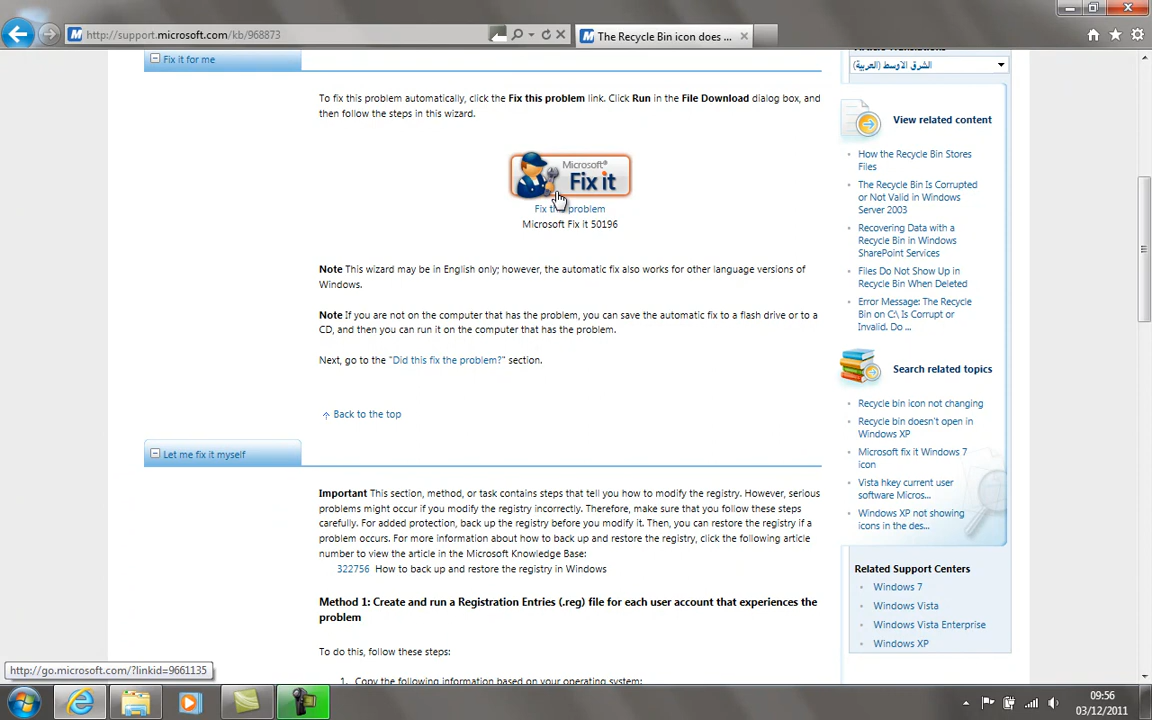 http://support.microsoft.com/kb/968873
The Recycle Bin icon does ...
Fix it for me
To fix this problem automatically, click the Fix this problem link. Click Run in the File Download dialog box, and
then follow the steps in this wizard.
Microsoft®
Fix it
Fix this problem
Microsoft Fix it 50196
Note This wizard may be in English only; however, the automatic fix also works for other language versions of
Windows.
Note If you are not on the computer that has the problem, you can save the automatic fix to a flash drive or to a
CD, and then you can run it on the computer that has the problem.
Next, go to the "Did this fix the problem?" section.
Back to the top
Let me fix it myself
Important This section, method, or task contains steps that tell you how to modify the registry. However, serious
problems might occur if you modify the registry incorrectly. Therefore, make sure that you follow these steps
carefully. For added protection, back up the registry before you modify it. Then, you can restore the registry if a
problem occurs. For more information about how to back up and restore the registry, click the following article
number to view the article in the Microsoft Knowledge Base:
322756 How to back up and restore the registry in Windows
Method 1: Create and run a Registration Entries (.reg) file for each user account that experiences the
problem
To do this, follow these steps:
1. Copy the following information based on your operating system:
Article Translations
الشرق الأوسط (العربية)
View related content
How the Recycle Bin Stores
Files
The Recycle Bin Is Corrupted
or Not Valid in Windows
Server 2003
Recovering Data with a
Recycle Bin in Windows
SharePoint Services
Files Do Not Show Up in
Recycle Bin When Deleted
Error Message: The Recycle
Bin on C:\ Is Corrupt or
Invalid. Do ...
Search related topics
Recycle bin icon not changing
Recycle bin doesn't open in
Windows XP
Microsoft fix it Windows 7
icon
Vista hkey current user
software Micros...
Windows XP not showing
icons in the des...
Related Support Centers
Windows 7
Windows Vista
Windows Vista Enterprise
Windows XP
http://go.microsoft.com/?linkid=9661135
09:56
03/12/2011